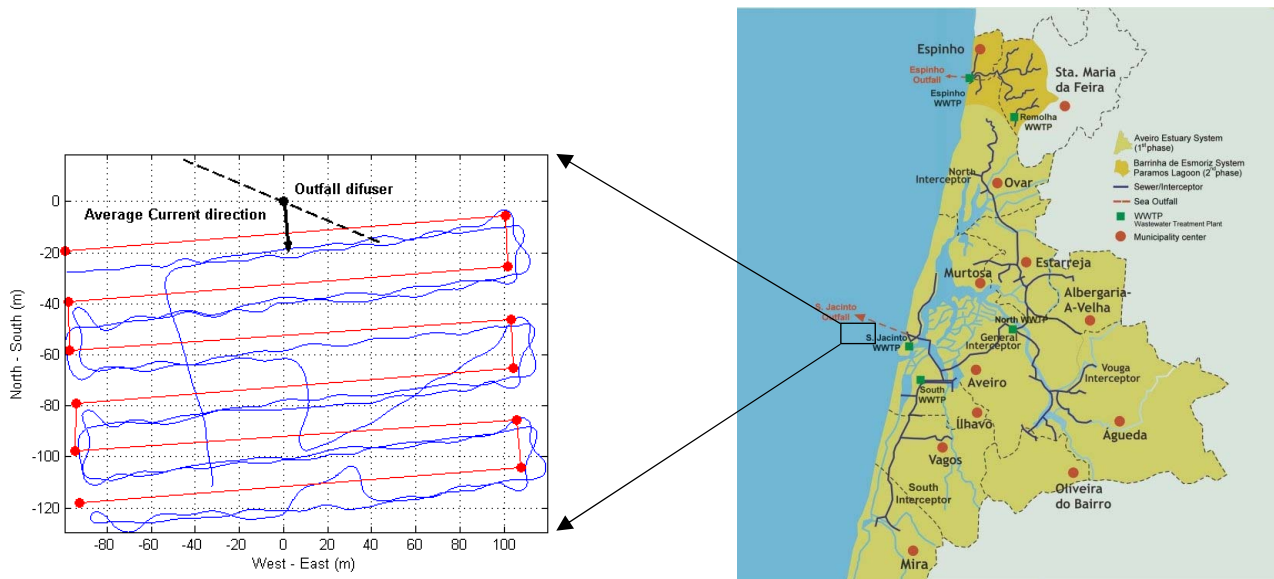 Outfall difuser
Average Current direction
0
-20
-40
-60
-80
-100
-120
North - South (m)
-80 -60 -40 -20 0 20 40 60 80 100
West - East (m)
Espinho
Espinho
Outfall
Espinho
WWTP
Sta. Maria
da Feira
Remolha
WWTP
North
Interceptor
Ovar
Murtosa
Estarreja
Albergaria-
A-Velha
S. Jacinto
Outfall
S. Jacinto
WWTP
North WWTP
General
Interceptor
South
WWTP
Aveiro
Vouga
Interceptor
Ílhavo
Águeda
Vagos
South
Interceptor
Oliveira
do Bairro
Mira
Aveiro Estuary System
(1st phase)
Barrinha de Esmoriz System
Paramos Lagoon (2nd phase)
Sewer/Interceptor
Sea Outfall
WWTP
Wastewater Treatment Plant
Municipality center